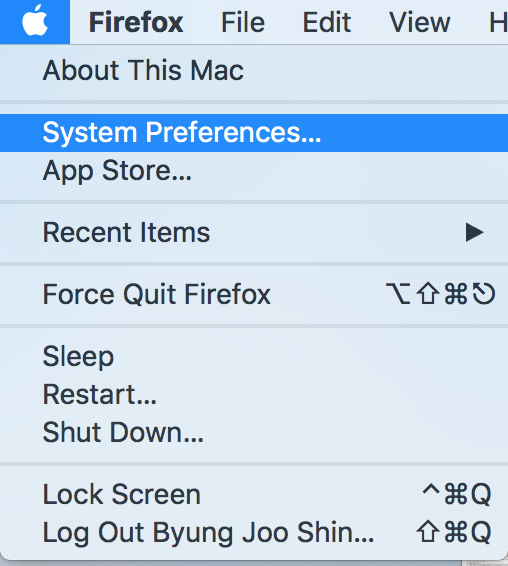 Firefox File Edit View H
About This Mac
System Preferences...
App Store...
Recent Items ▶
Force Quit Firefox ⌥⇧⌘⎋
Sleep
Restart...
Shut Down...
Lock Screen ^⌘Q
Log Out Byung Joo Shin... ⇧⌘Q